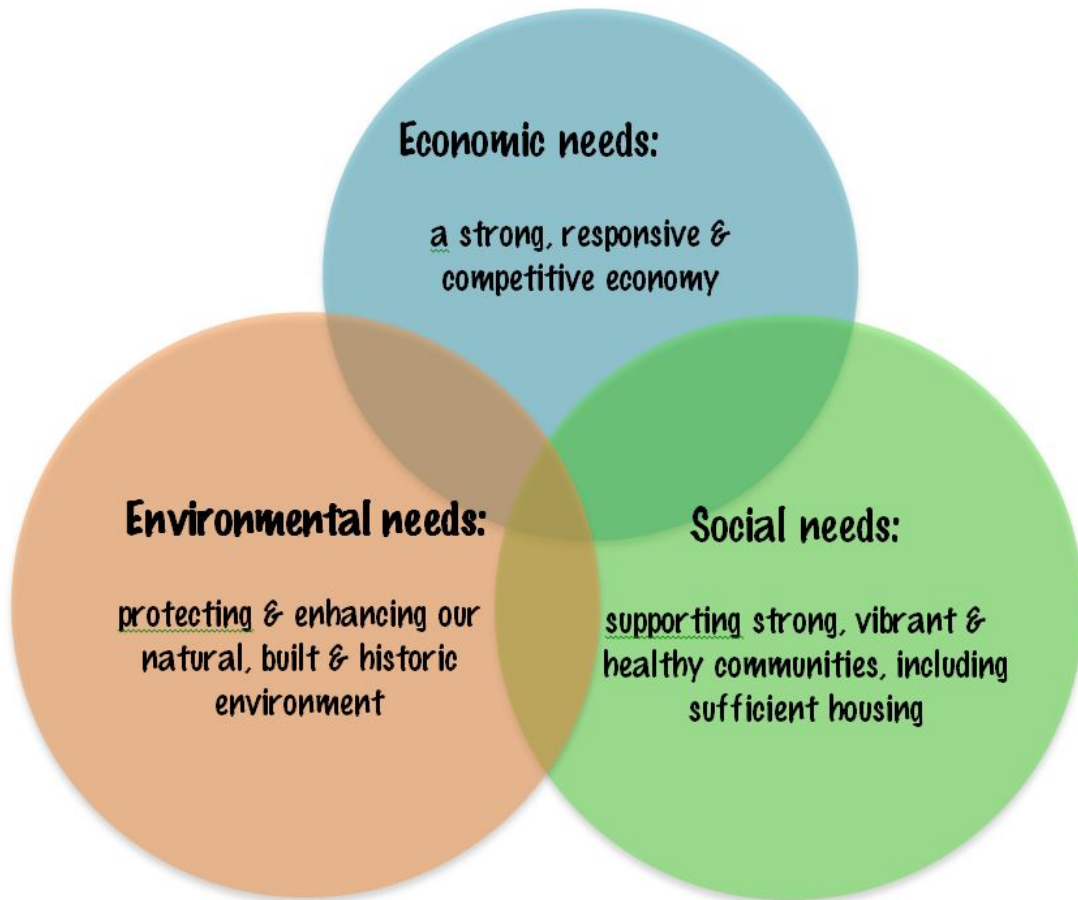 Economic needs:
a strong, responsive &
competitive economy
Environmental needs:
protecting & enhancing our
natural, built & historic
environment
Social needs:
supporting strong, vibrant &
healthy communities, including
sufficient housing